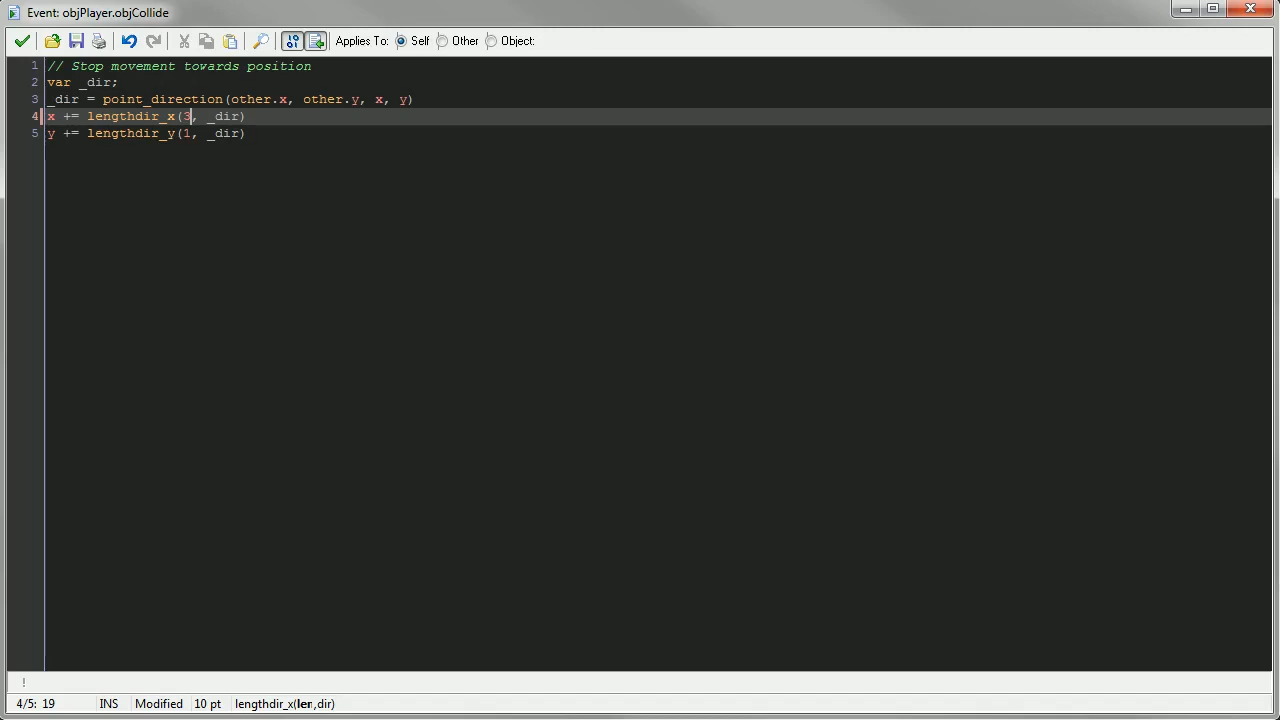 Event: objPlayer.objCollide
Applies To: Self Other Object:
1 // Stop movement towards position
2 var _dir;
3 _dir = point_direction(other.x, other.y, x, y)
4 x += lengthdir_x(3, _dir)
5 y += lengthdir_y(1, _dir)
!
4/5: 19 INS Modified 10 pt lengthdir_x(len,dir)